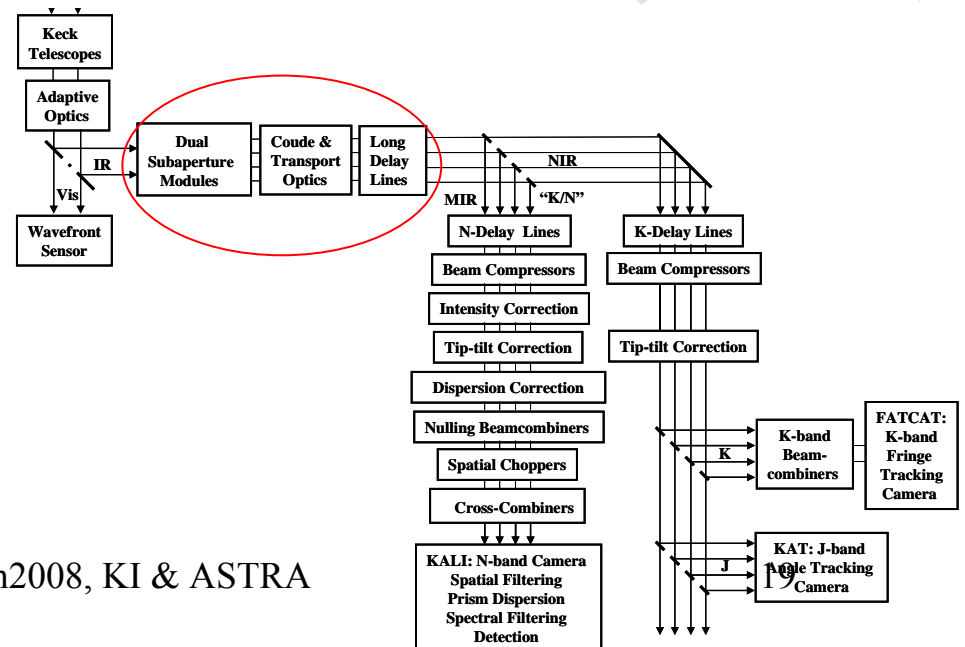 Keck
Telescopes
Adaptive
Optics
IR
Vis
Wavefront
Sensor
Dual
Subaperture
Modules
Coude &
Transport
Optics
Long
Delay
Lines
NIR
MIR
“K/N”
N-Delay Lines
Beam Compressors
Intensity Correction
Tip-tilt Correction
Dispersion Correction
Nulling Beamcombiners
Spatial Choppers
Cross-Combiners
KALI: N-band Camera
Spatial Filtering
Prism Dispersion
Spectral Filtering
Detection
K-Delay Lines
Beam Compressors
Tip-tilt Correction
K
K-band
Beam-
combiners
FATCAT:
K-band
Fringe
Tracking
Camera
J
KAT: J-band
Angle Tracking
Camera
2008, KI & ASTRA
19